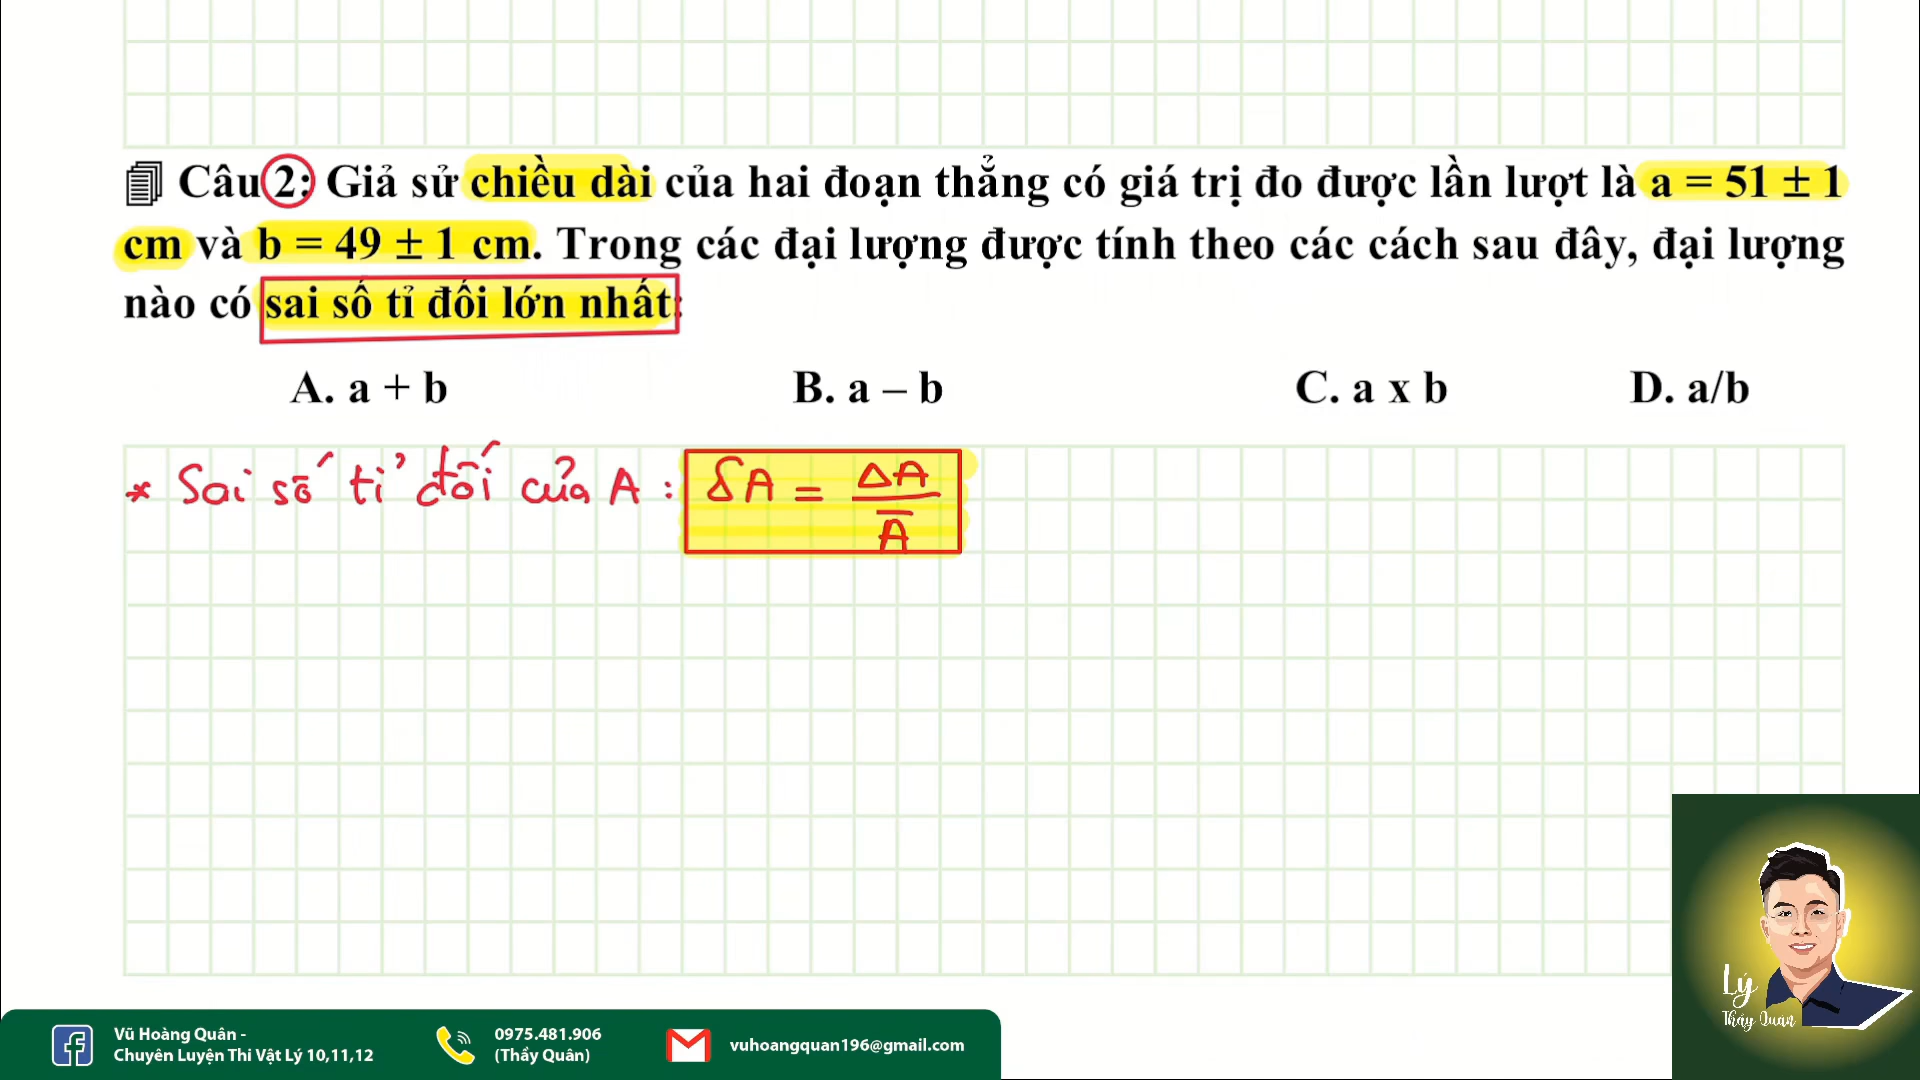 Câu 2: Giả sử chiều dài của hai đoạn thẳng có giá trị đo được lần lượt là a = 51 ± 1
cm và b = 49 ± 1 cm. Trong các đại lượng được tính theo các cách sau đây, đại lượng
nào có sai số tỉ đối lớn nhất:
A. a + b B. a – b C. a x b D. a/b
* Sai số tỉ đối của A : δA = ΔA / A̅
Lý
Thầy Quân
Vũ Hoàng Quân -
Chuyên Luyện Thi Vật Lý 10,11,12
0975.481.906
(Thầy Quân)
vuhoangquan196@gmail.com